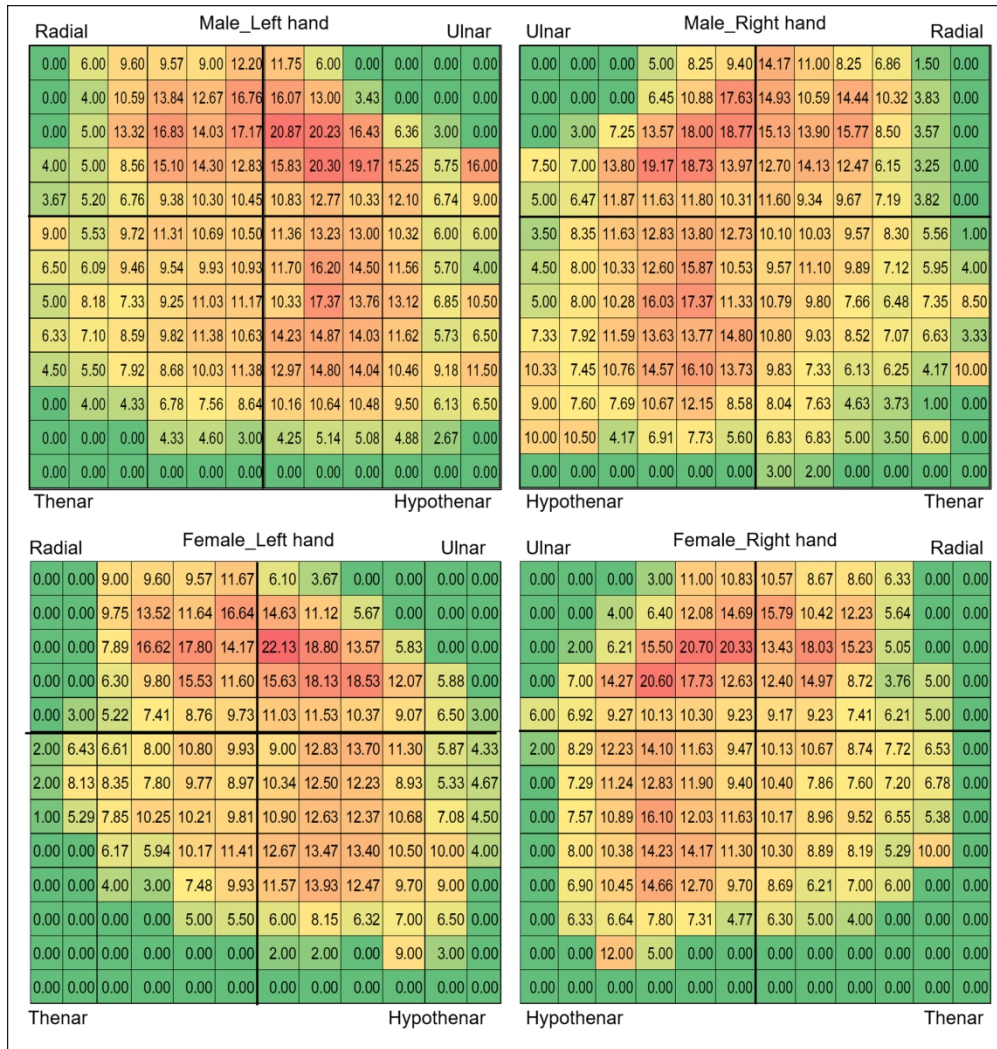 Male_Left hand Male_Right hand
Radial Ulnar Ulnar Radial
0.00 6.00 9.60 9.57 9.00 12.20 11.75 6.00 0.00 0.00 0.00 0.00 0.00 0.00 0.00 5.00 8.25 9.40 14.17 11.00 8.25 6.86 1.50 0.00
0.00 4.00 10.59 13.84 12.67 16.76 16.07 13.00 3.43 0.00 0.00 0.00 0.00 0.00 0.00 6.45 10.88 17.63 14.93 10.59 14.44 10.32 3.83 0.00
0.00 5.00 13.32 16.83 14.03 17.17 20.87 20.23 16.43 6.36 3.00 0.00 0.00 3.00 7.25 13.57 18.00 18.77 15.13 13.90 15.77 8.50 3.57 0.00
4.00 5.00 8.56 15.10 14.30 12.83 15.83 20.30 19.17 15.25 5.75 16.00 7.50 7.00 13.80 19.17 18.73 13.97 12.70 14.13 12.47 6.15 3.25 0.00
3.67 5.20 6.76 9.38 10.30 10.45 10.83 12.77 10.33 12.10 6.74 9.00 5.00 6.47 11.87 11.63 11.80 10.31 11.60 9.34 9.67 7.19 3.82 0.00
9.00 5.53 9.72 11.31 10.69 10.50 11.36 13.23 13.00 10.32 6.00 6.00 3.50 8.35 11.63 12.83 13.80 12.73 10.10 10.03 9.57 8.30 5.56 1.00
6.50 6.09 9.46 9.54 9.93 10.93 11.70 16.20 14.50 11.56 5.70 4.00 4.50 8.00 10.33 12.60 15.87 10.53 9.57 11.10 9.89 7.12 5.95 4.00
5.00 8.18 7.33 9.25 11.03 11.17 10.33 17.37 13.76 13.12 6.85 10.50 5.00 8.00 10.28 16.03 17.37 11.33 10.79 9.80 7.66 6.48 7.35 8.50
6.33 7.10 8.59 9.82 11.38 10.63 14.23 14.87 14.03 11.62 5.73 6.50 7.33 7.92 11.59 13.63 13.77 14.80 10.80 9.03 8.52 7.07 6.63 3.33
4.50 5.50 7.92 8.68 10.03 11.38 12.97 14.80 14.04 10.46 9.18 11.50 10.33 7.45 10.76 14.57 16.10 13.73 9.83 7.33 6.13 6.25 4.17 10.00
0.00 4.00 4.33 6.78 7.56 8.64 10.16 10.64 10.48 9.50 6.13 6.50 9.00 7.60 7.69 10.67 12.15 8.58 8.04 7.63 4.63 3.73 1.00 0.00
0.00 0.00 0.00 4.33 4.60 3.00 4.25 5.14 5.08 4.88 2.67 0.00 10.00 10.50 4.17 6.91 7.73 5.60 6.83 6.83 5.00 3.50 6.00 0.00
0.00 0.00 0.00 0.00 0.00 0.00 0.00 0.00 0.00 0.00 0.00 0.00 0.00 0.00 0.00 0.00 0.00 0.00 3.00 2.00 0.00 0.00 0.00 0.00
Thenar Hypothenar Hypothenar Thenar
Female_Left hand Female_Right hand
Radial Ulnar Ulnar Radial
0.00 0.00 9.00 9.60 9.57 11.67 6.10 3.67 0.00 0.00 0.00 0.00 0.00 0.00 0.00 3.00 11.00 10.83 10.57 8.67 8.60 6.33 0.00 0.00
0.00 0.00 9.75 13.52 11.64 16.64 14.63 11.12 5.67 0.00 0.00 0.00 0.00 0.00 4.00 6.40 12.08 14.69 15.79 10.42 12.23 5.64 0.00 0.00
0.00 0.00 7.89 16.62 17.80 14.17 22.13 18.80 13.57 5.83 0.00 0.00 0.00 2.00 6.21 15.50 20.70 20.33 13.43 18.03 15.23 5.05 0.00 0.00
0.00 0.00 6.30 9.80 15.53 11.60 15.63 18.13 18.53 12.07 5.88 0.00 0.00 7.00 14.27 20.60 17.73 12.63 12.40 14.97 8.72 3.76 5.00 0.00
0.00 3.00 5.22 7.41 8.76 9.73 11.03 11.53 10.37 9.07 6.50 3.00 6.00 6.92 9.27 10.13 10.30 9.23 9.17 9.23 7.41 6.21 5.00 0.00
2.00 6.43 6.61 8.00 10.80 9.93 9.00 12.83 13.70 11.30 5.87 4.33 2.00 8.29 12.23 14.10 11.63 9.47 10.13 10.67 8.74 7.72 6.53 0.00
2.00 8.13 8.35 7.80 9.77 8.97 10.34 12.50 12.23 8.93 5.33 4.67 0.00 7.29 11.24 12.83 11.90 9.40 10.40 7.86 7.60 7.20 6.78 0.00
1.00 5.29 7.85 10.25 10.21 9.81 10.90 12.63 12.37 10.68 7.08 4.50 0.00 7.57 10.89 16.10 12.03 11.63 10.17 8.96 9.52 6.55 5.38 0.00
0.00 0.00 6.17 5.94 10.17 11.41 12.67 13.47 13.40 10.50 10.00 4.00 0.00 8.00 10.38 14.23 14.17 11.30 10.30 8.89 8.19 5.29 10.00 0.00
0.00 0.00 4.00 3.00 7.48 9.93 11.57 13.93 12.47 9.70 9.00 0.00 0.00 6.90 10.45 14.66 12.70 9.70 8.69 6.21 7.00 6.00 0.00 0.00
0.00 0.00 0.00 0.00 5.00 5.50 6.00 8.15 6.32 7.00 6.50 0.00 0.00 6.33 6.64 7.80 7.31 4.77 6.30 5.00 4.00 0.00 0.00 0.00
0.00 0.00 0.00 0.00 0.00 0.00 2.00 2.00 0.00 9.00 3.00 0.00 0.00 0.00 12.00 5.00 0.00 0.00 0.00 0.00 0.00 0.00 0.00 0.00
0.00 0.00 0.00 0.00 0.00 0.00 0.00 0.00 0.00 0.00 0.00 0.00 0.00 0.00 0.00 0.00 0.00 0.00 0.00 0.00 0.00 0.00 0.00 0.00
Thenar Hypothenar Hypothenar Thenar